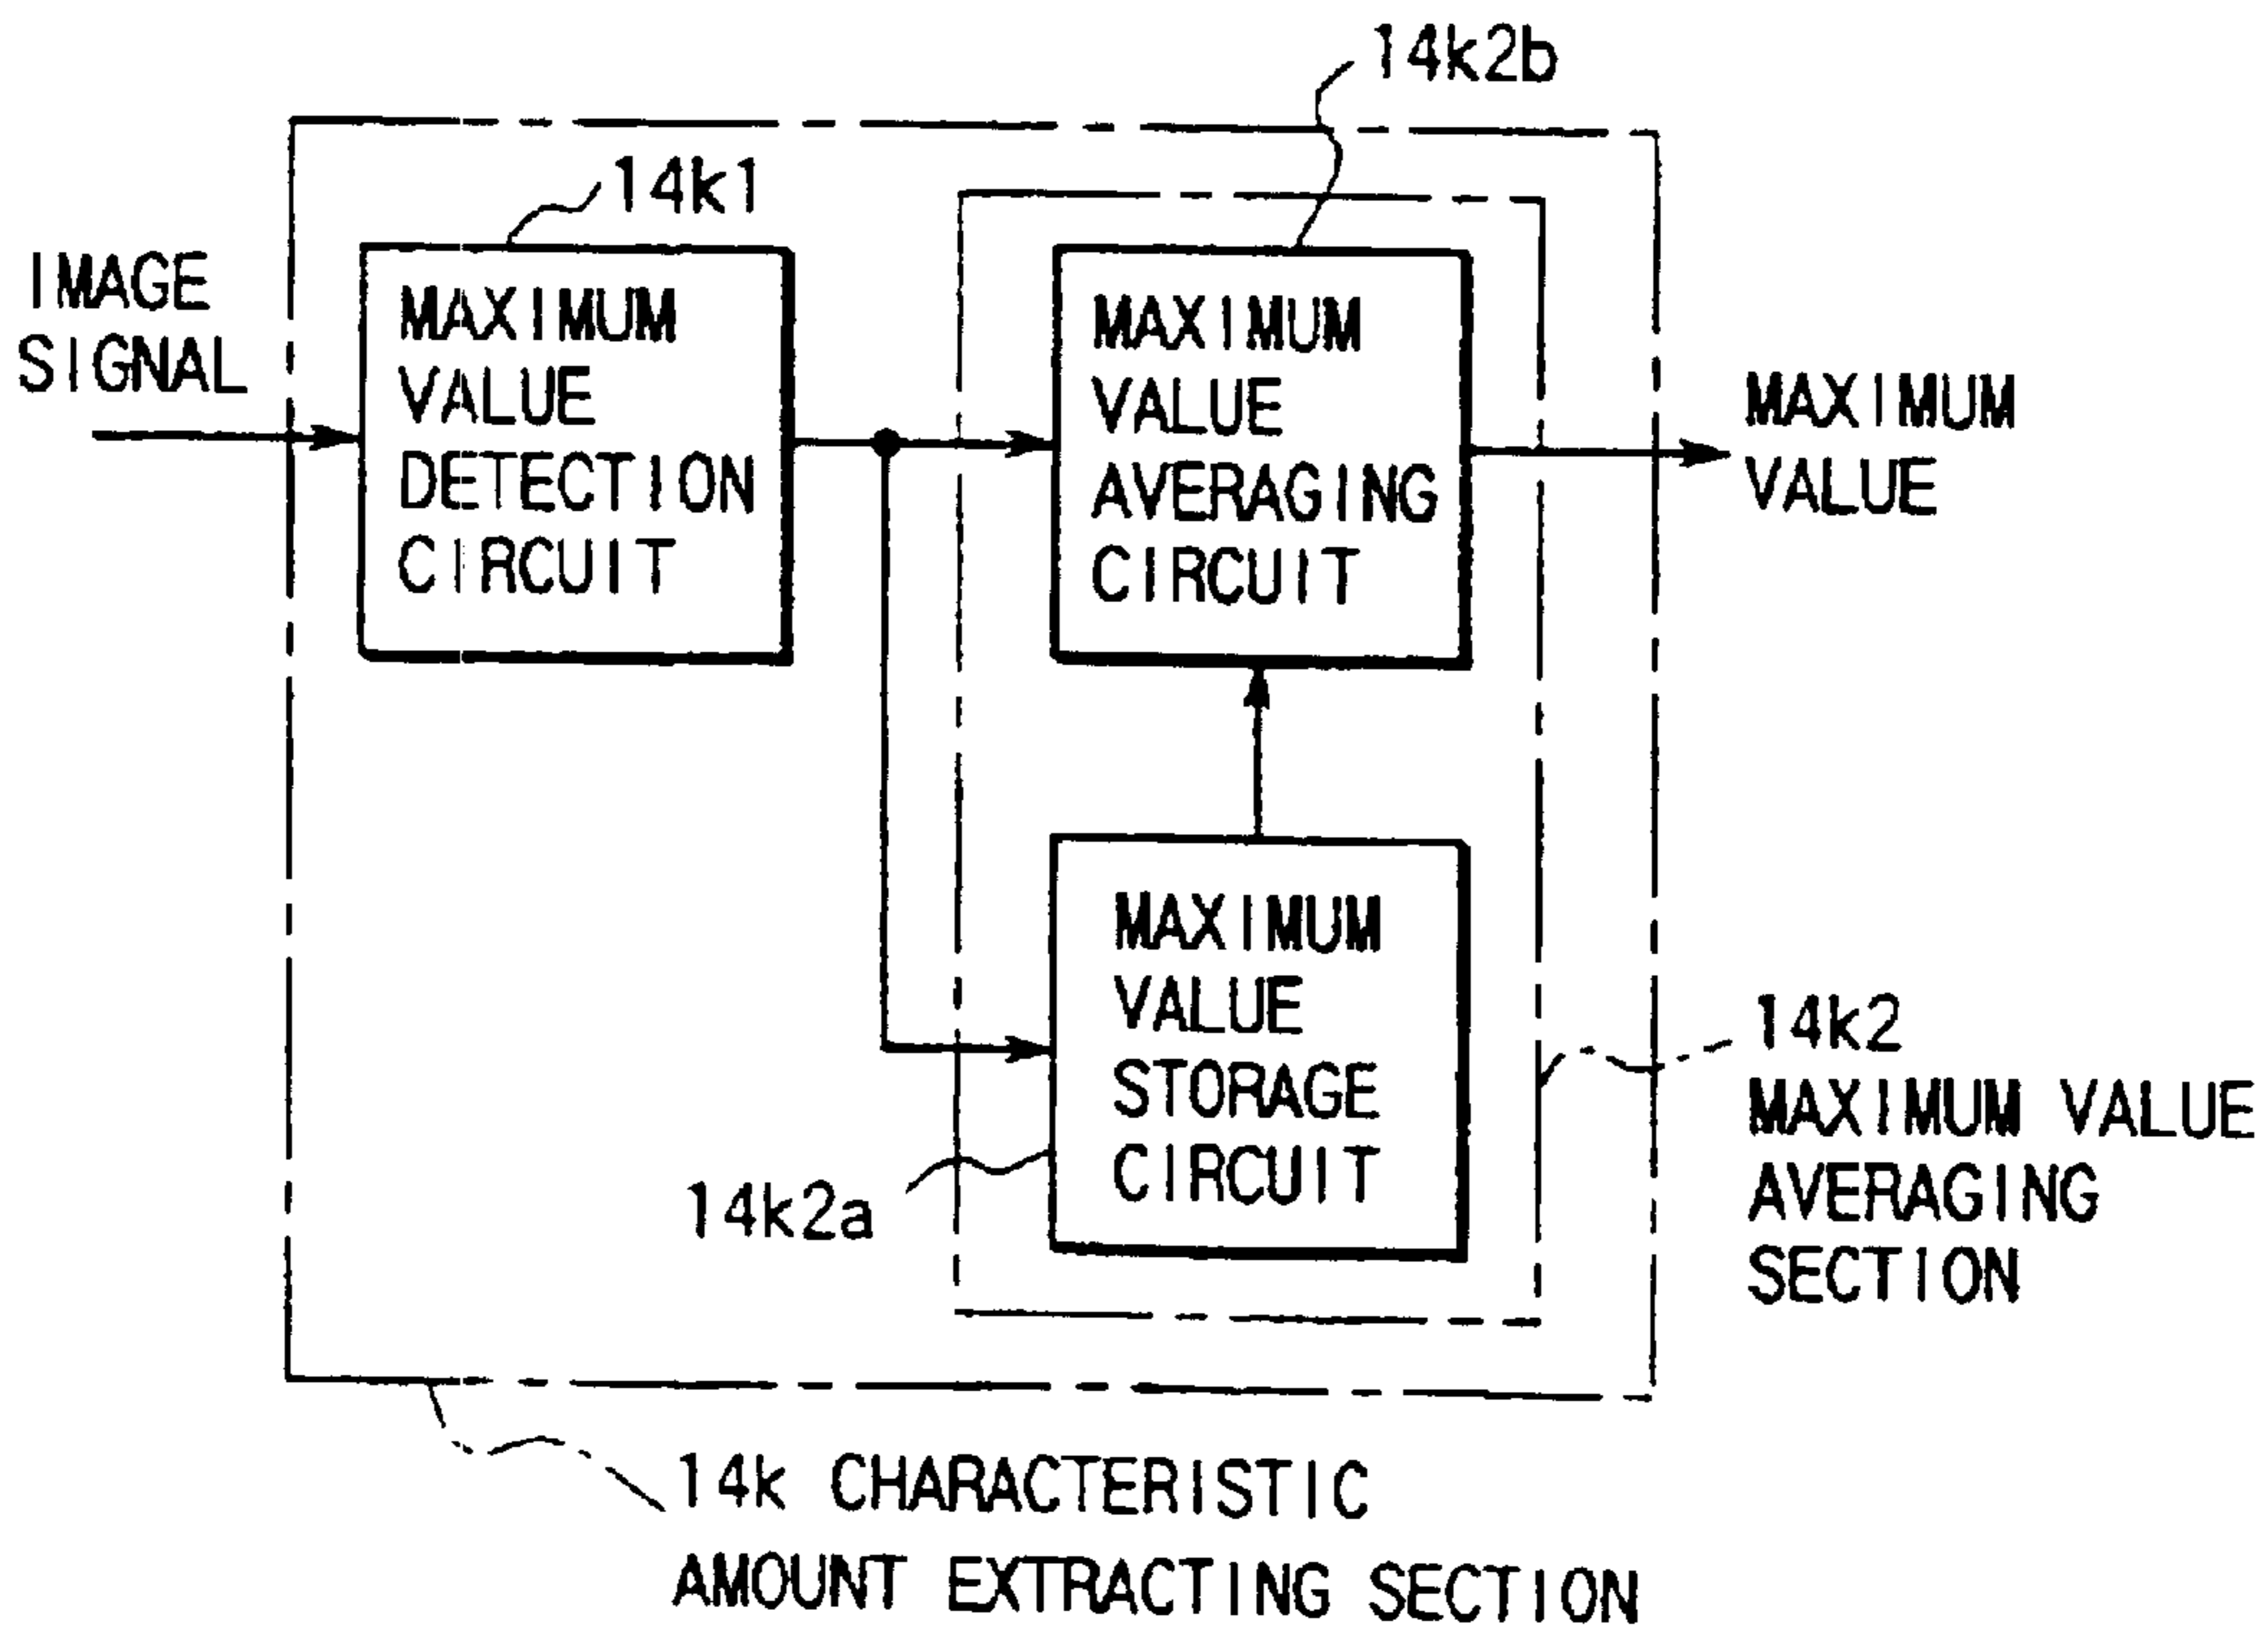 14k2b
14k1
IMAGE
SIGNAL
MAXIMUM
VALUE
DETECTION
CIRCUIT
MAXIMUM
VALUE
AVERAGING
CIRCUIT
MAXIMUM
VALUE
MAXIMUM
VALUE
STORAGE
CIRCUIT
14k2a
14k2
MAXIMUM VALUE
AVERAGING
SECTION
14k CHARACTERISTIC
AMOUNT EXTRACTING SECTION